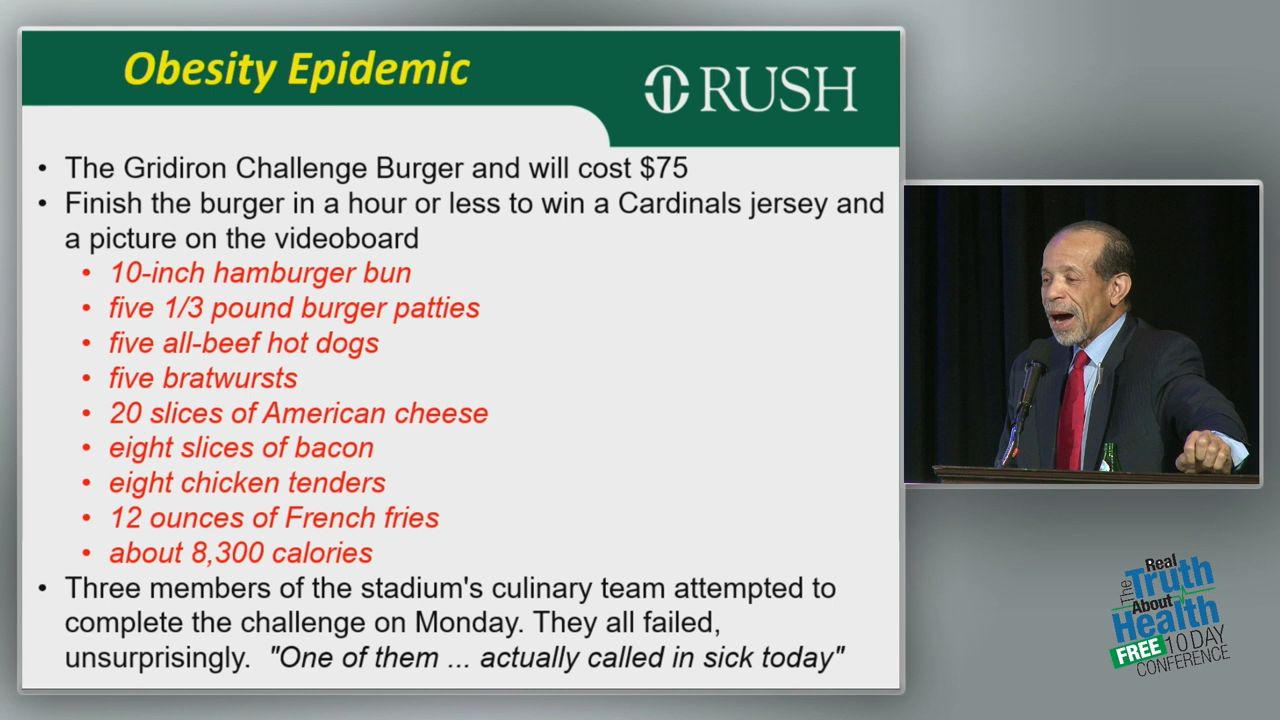 Obesity Epidemic
RUSH
• The Gridiron Challenge Burger and will cost $75
• Finish the burger in a hour or less to win a Cardinals jersey and
a picture on the videoboard
• 10-inch hamburger bun
• five 1/3 pound burger patties
• five all-beef hot dogs
• five bratwursts
• 20 slices of American cheese
• eight slices of bacon
• eight chicken tenders
• 12 ounces of French fries
• about 8,300 calories
• Three members of the stadium's culinary team attempted to
complete the challenge on Monday. They all failed,
unsurprisingly. "One of them ... actually called in sick today"
The Real
Truth
About
Health
FREE 10 DAY
CONFERENCE